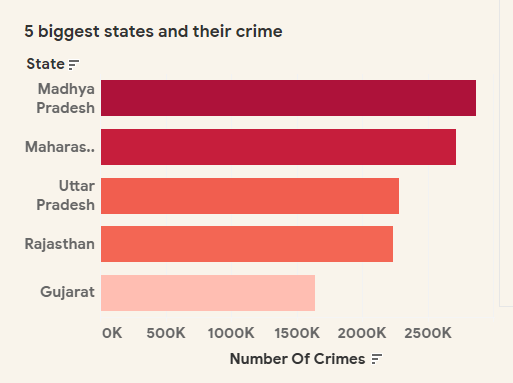 5 biggest states and their crime
State
Madhya
Pradesh
Maharas..
Uttar
Pradesh
Rajasthan
Gujarat
0K 500K 1000K 1500K 2000K 2500K
Number Of Crimes